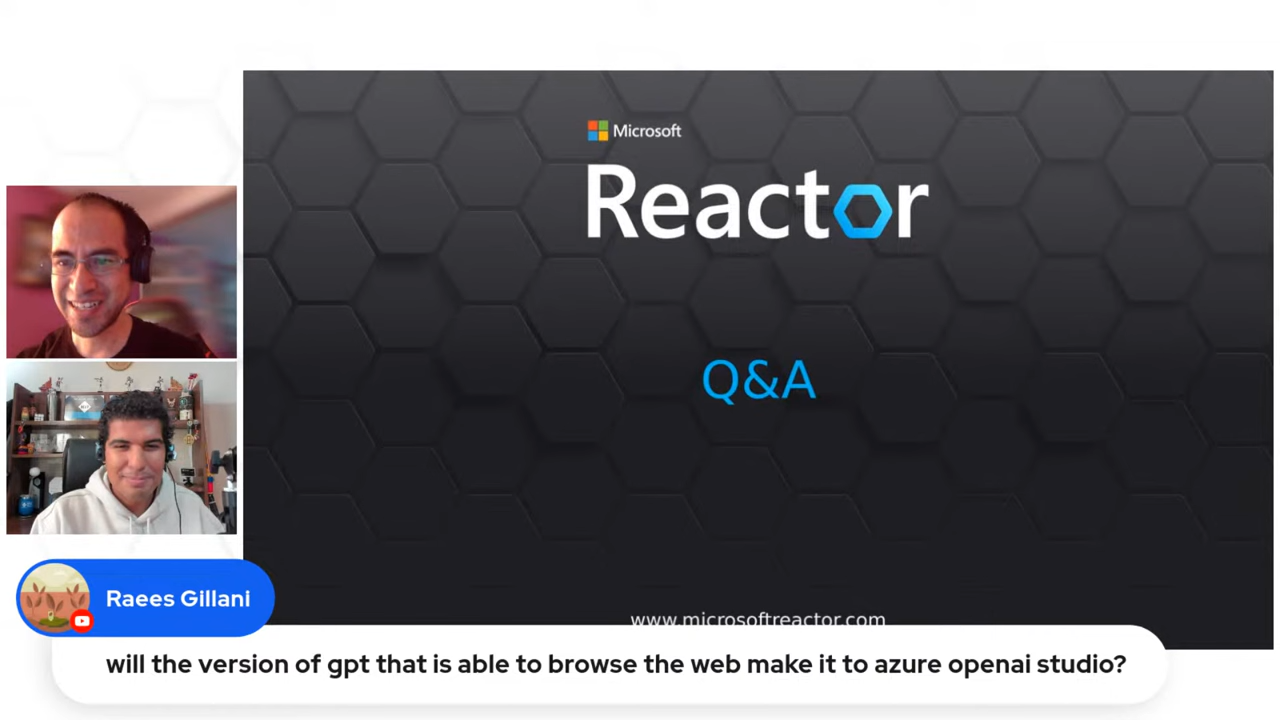 Microsoft
Reactor
Q&A
www.microsoftreactor.com
Raees Gillani
will the version of gpt that is able to browse the web make it to azure openai studio?